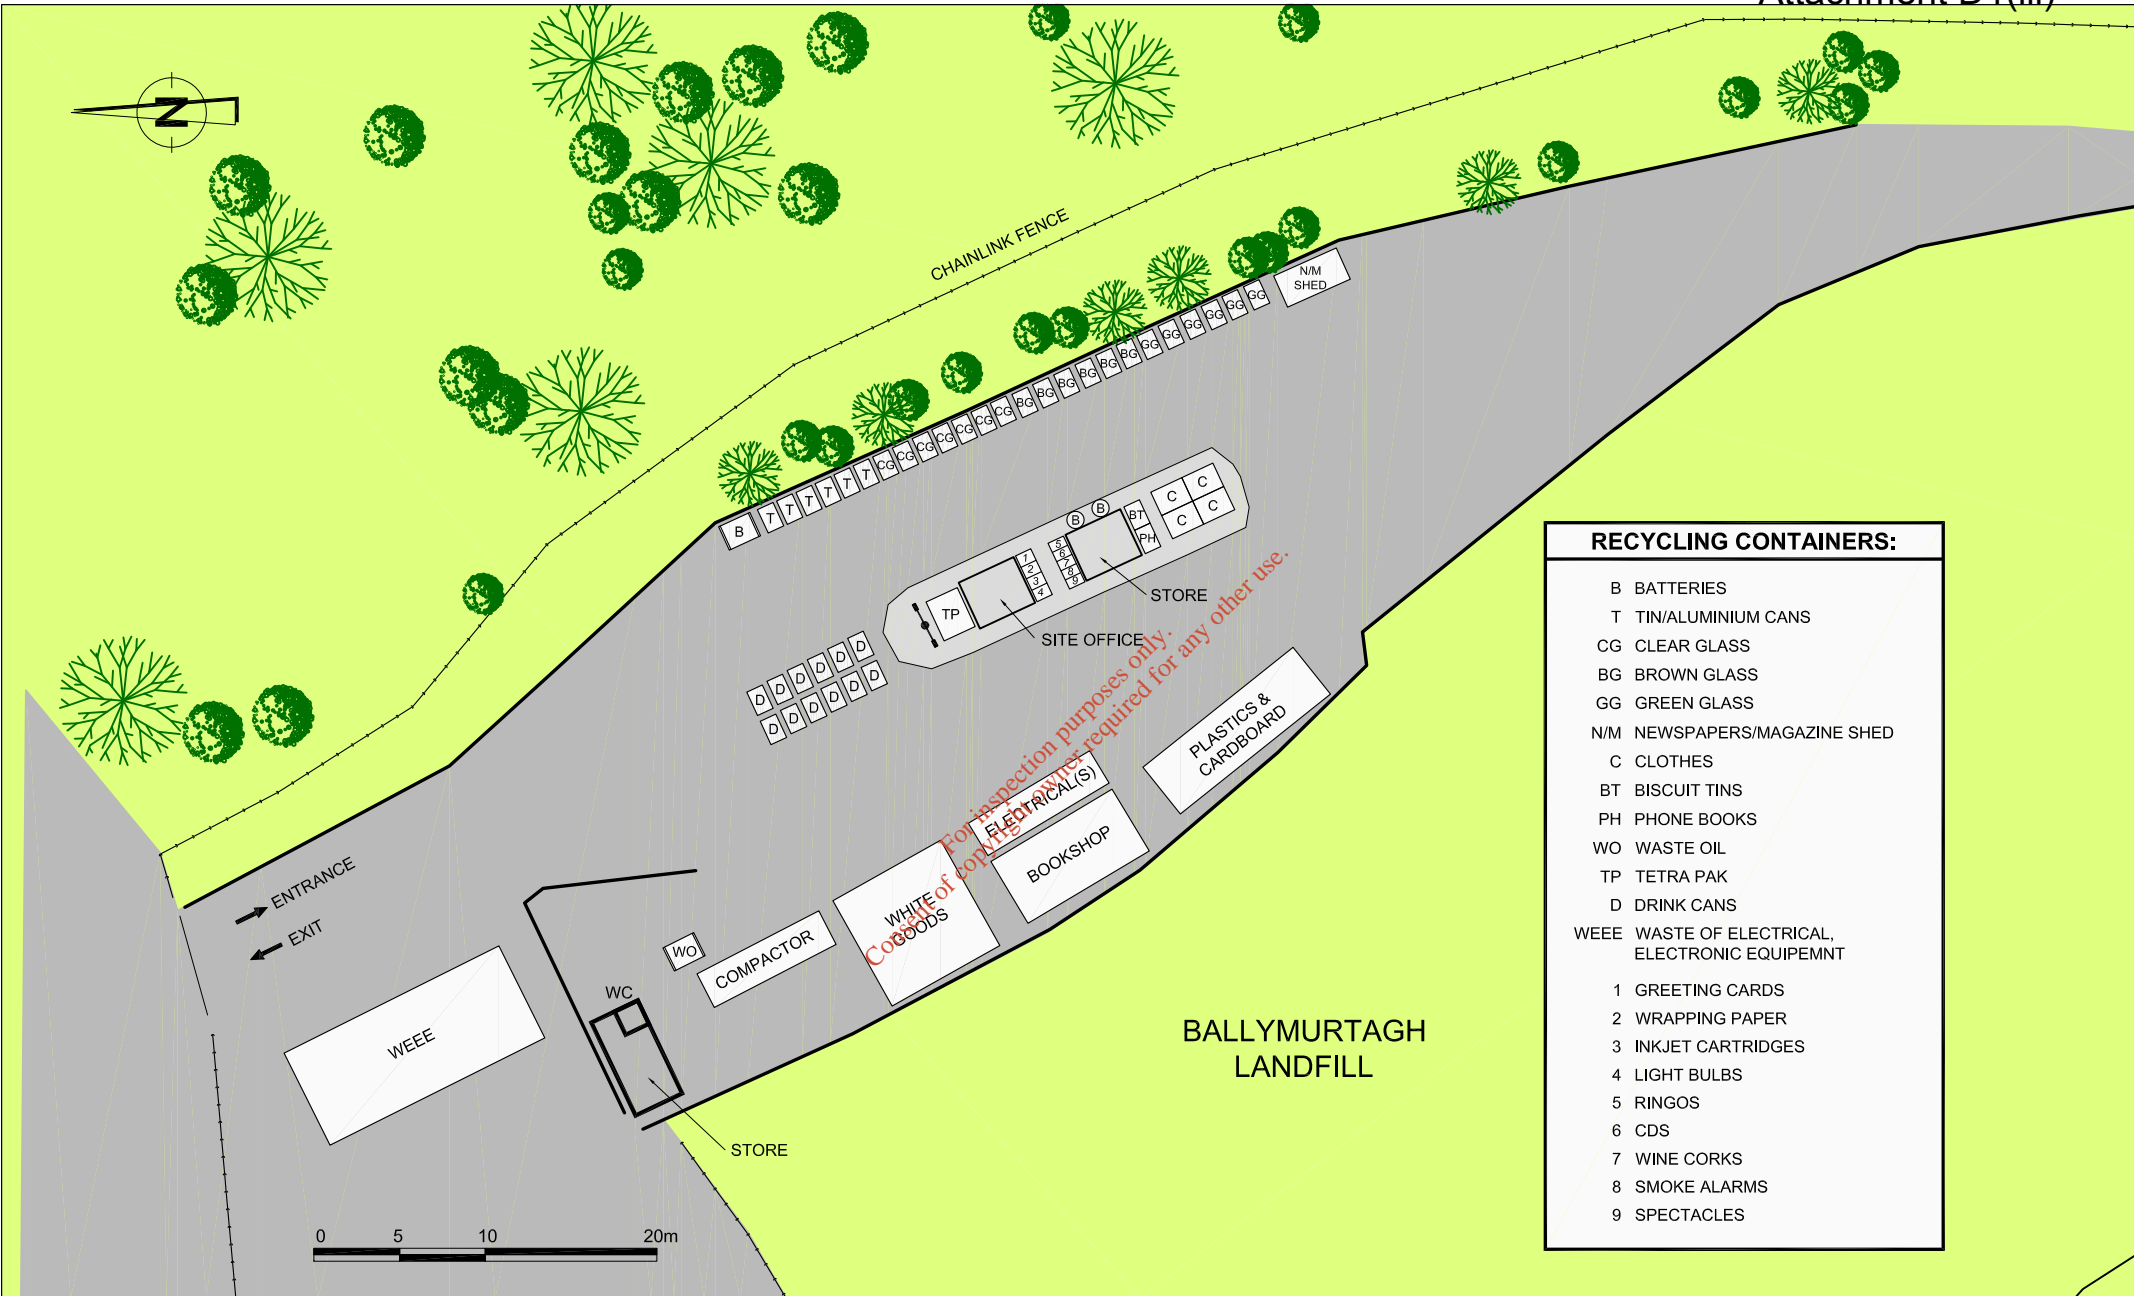 Attachment
N
CHAINLINK FENCE
N/M
SHED
B T T T T T T CG CG CG CG CG CG CG BG BG BG BG BG BG GG GG GG GG GG GG
C C
C C
B B
BT
PH
1
2
3
4
5
6
7
8
9
TP
STORE
SITE OFFICE
D D D D D D
D D D D D D
For inspection purposes only.
Consent of copyright owner required for any other use.
PLASTICS &
CARDBOARD
ELECTRICAL(S)
BOOKSHOP
WHITE
GOODS
COMPACTOR
WO
WC
ENTRANCE
EXIT
WEEE
STORE
BALLYMURTAGH
LANDFILL
0 5 10 20m
RECYCLING CONTAINERS:
B BATTERIES
T TIN/ALUMINIUM CANS
CG CLEAR GLASS
BG BROWN GLASS
GG GREEN GLASS
N/M NEWSPAPERS/MAGAZINE SHED
C CLOTHES
BT BISCUIT TINS
PH PHONE BOOKS
WO WASTE OIL
TP TETRA PAK
D DRINK CANS
WEEE WASTE OF ELECTRICAL,
ELECTRONIC EQUIPEMNT
1 GREETING CARDS
2 WRAPPING PAPER
3 INKJET CARTRIDGES
4 LIGHT BULBS
5 RINGOS
6 CDS
7 WINE CORKS
8 SMOKE ALARMS
9 SPECTACLES